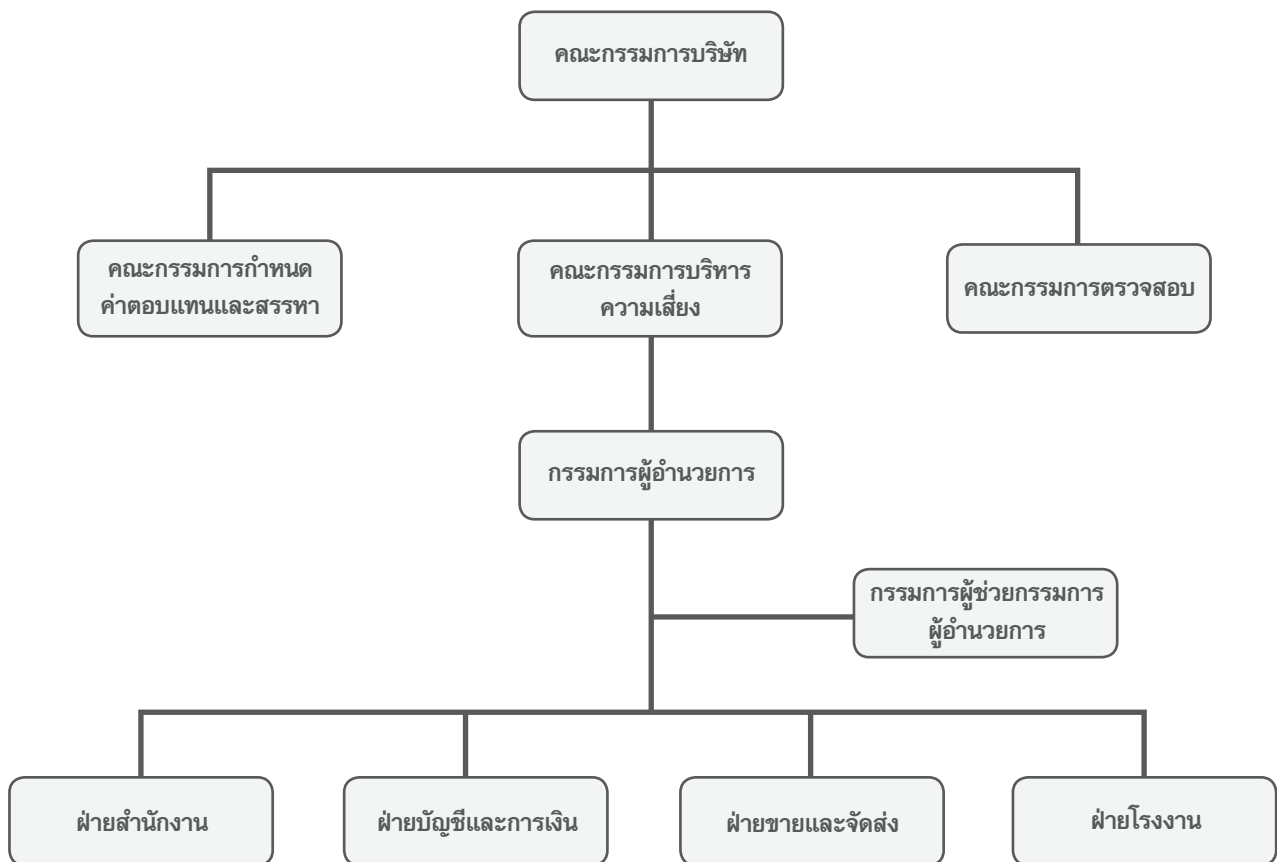 คณะกรรมการบริษัท
คณะกรรมการกำหนด
ค่าตอบแทนและสรรหา
คณะกรรมการบริหาร
ความเสี่ยง
คณะกรรมการตรวจสอบ
กรรมการผู้อำนวยการ
กรรมการผู้ช่วยกรรมการ
ผู้อำนวยการ
ฝ่ายสำนักงาน
ฝ่ายบัญชีและการเงิน
ฝ่ายขายและจัดส่ง
ฝ่ายโรงงาน